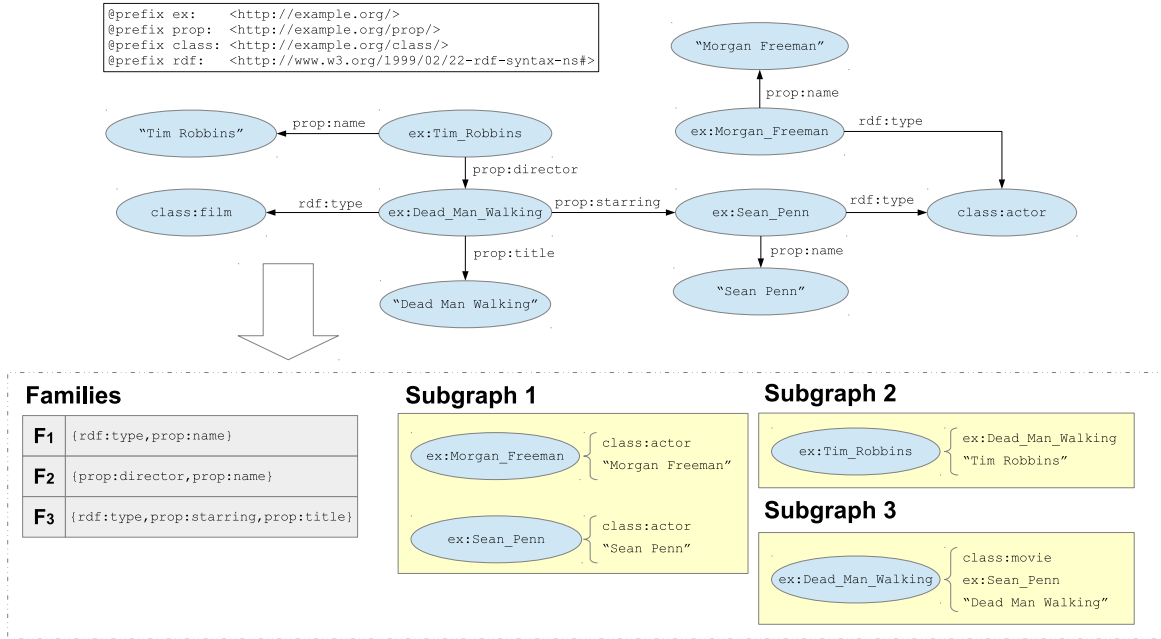 @prefix ex:    <http://example.org/>
@prefix prop:  <http://example.org/prop/>
@prefix class: <http://example.org/class/>
@prefix rdf:   <http://www.w3.org/1999/02/22-rdf-syntax-ns#>
“Morgan Freeman”
prop:name
“Tim Robbins”
prop:name
ex:Tim_Robbins
ex:Morgan_Freeman
rdf:type
prop:director
class:film
rdf:type
ex:Dead_Man_Walking
prop:starring
ex:Sean_Penn
rdf:type
class:actor
prop:title
prop:name
“Dead Man Walking”
“Sean Penn”
Families
F1 {rdf:type,prop:name}
F2 {prop:director,prop:name}
F3 {rdf:type,prop:starring,prop:title}
Subgraph 1
ex:Morgan_Freeman
class:actor
“Morgan Freeman”
ex:Sean_Penn
class:actor
“Sean Penn”
Subgraph 2
ex:Tim_Robbins
ex:Dead_Man_Walking
“Tim Robbins”
Subgraph 3
ex:Dead_Man_Walking
class:movie
ex:Sean_Penn
“Dead Man Walking”